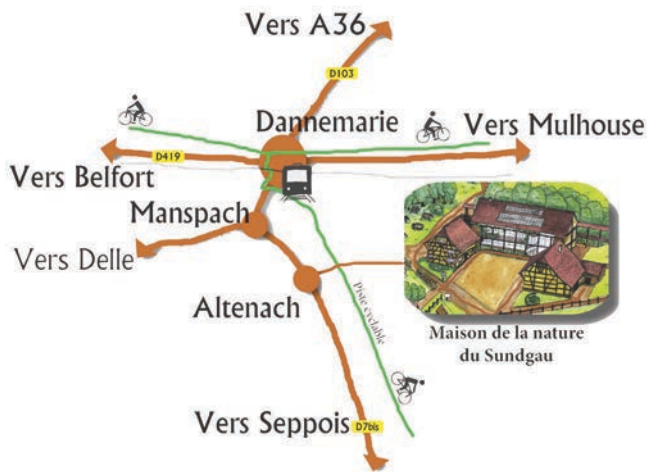 Vers A36
D103
Dannemarie
Vers Mulhouse
D419
Vers Belfort
Manspach
Vers Delle
Altenach
Piste cyclable
Maison de la nature
du Sundgau
Vers Seppois
D7bis